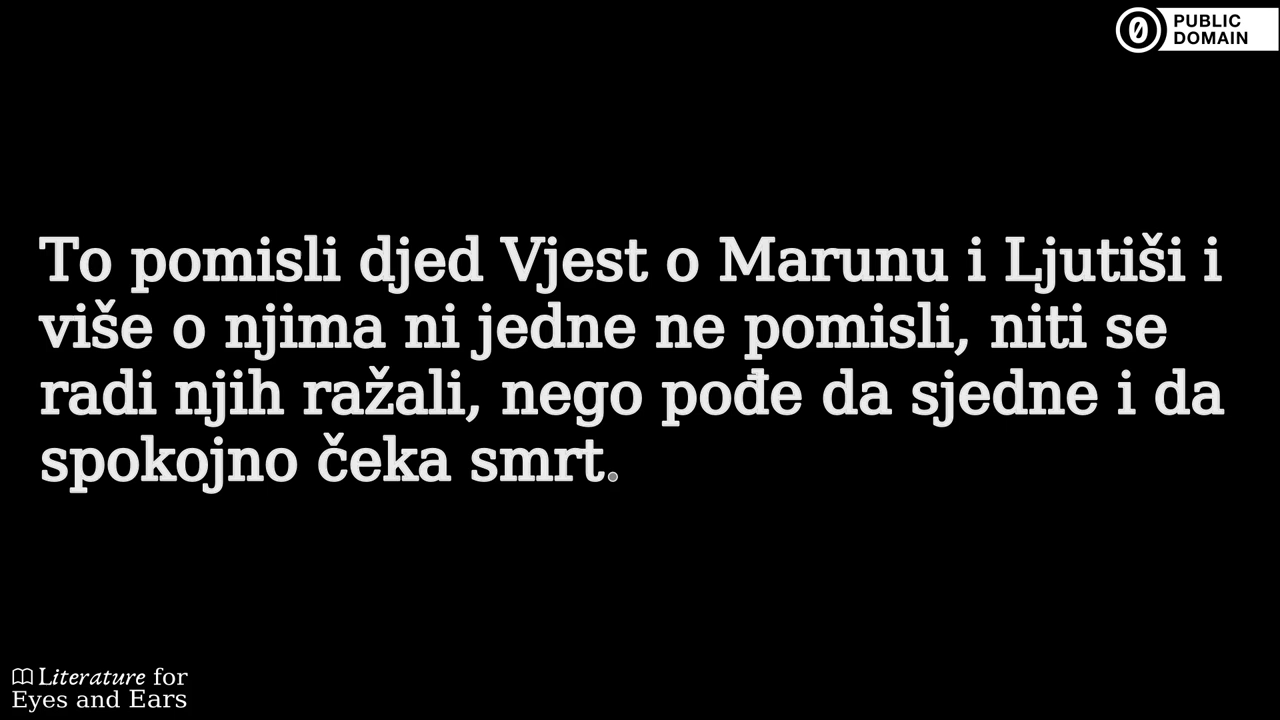 PUBLIC
DOMAIN
To pomisli djed Vjest o Marunu i Ljutiši i
više o njima ni jedne ne pomisli, niti se
radi njih ražali, nego pođe da sjedne i da
spokojno čeka smrt.
Literature for
Eyes and Ears